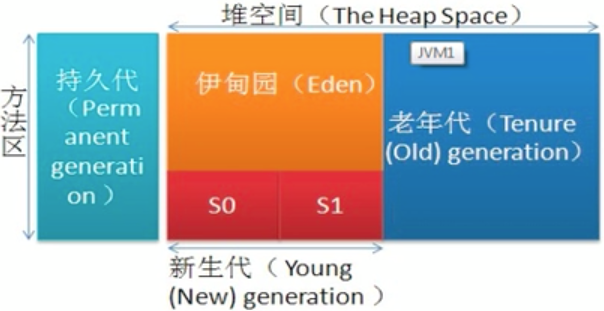 堆空间（The Heap Space）
方法区
持久代
（Perm
anent
generati
on）
伊甸园（Eden）
S0
S1
JVM1
老年代（Tenure
(Old) generation）
新生代（ Young
(New) generation ）